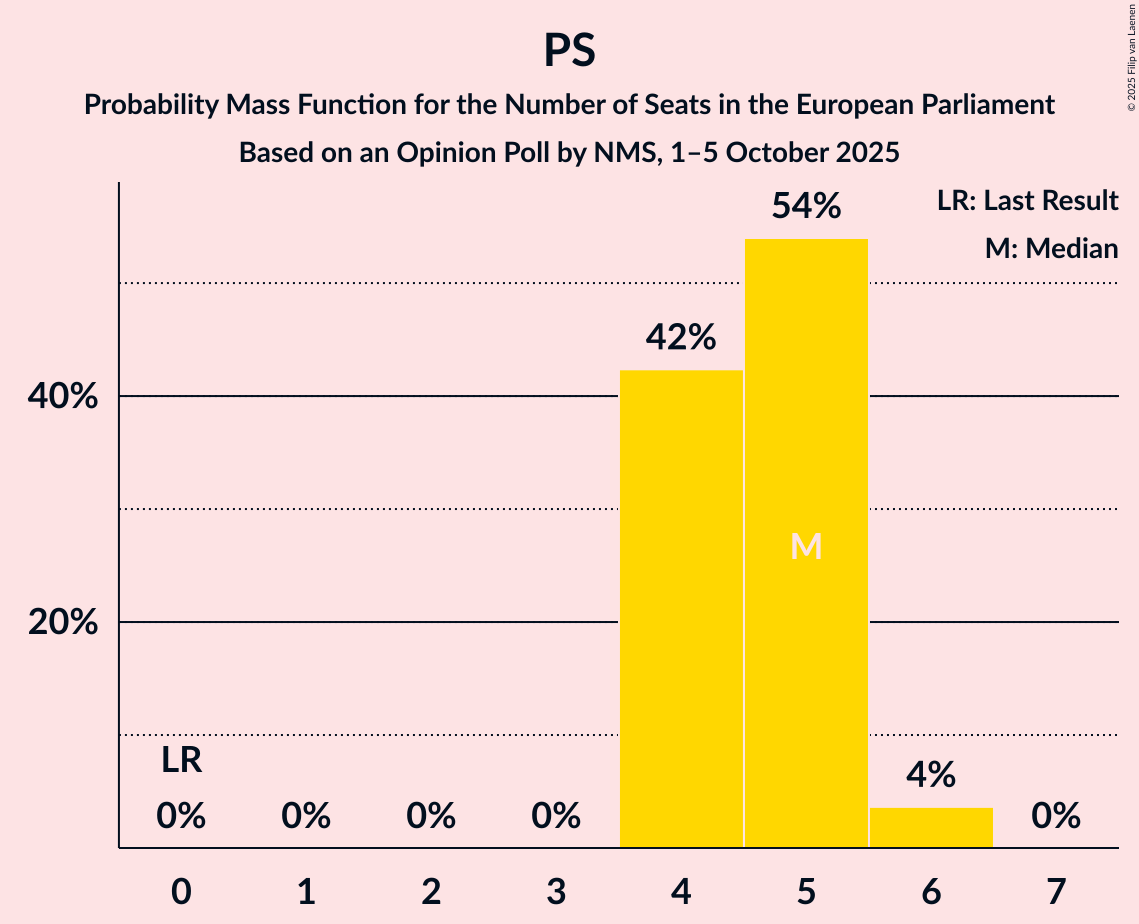 PS
Probability Mass Function for the Number of Seats in the European Parliament
Based on an Opinion Poll by NMS, 1–5 October 2025
© 2025 Filip van Laenen
LR: Last Result
M: Median
54%
42%
40%
M
20%
LR
4%
0% 0% 0% 0% 0%
0 1 2 3 4 5 6 7